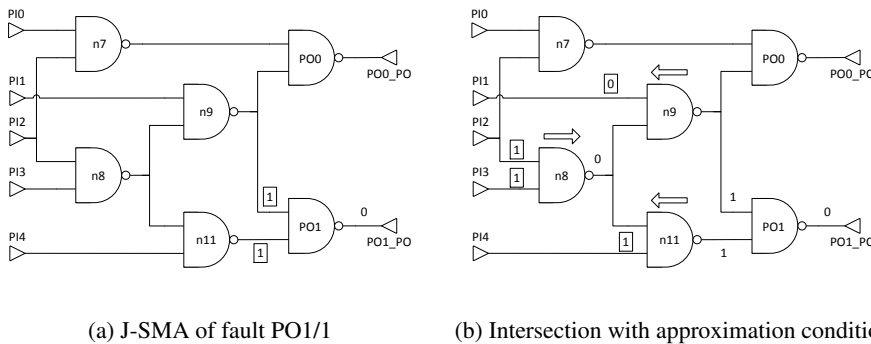 PI0
n7
PO0
PO0_PO
PI1
n9
PI2
PI3
n8
1
0
PO1
PO1_PO
PI4
n11
1
PI0
n7
PO0
PO0_PO
PI1
0
n9
PI2
1
0
PI3
1
n8
1
0
PO1
PO1_PO
n11
1
PI4
1
(a) J-SMA of fault PO1/1
(b) Intersection with approximation conditio